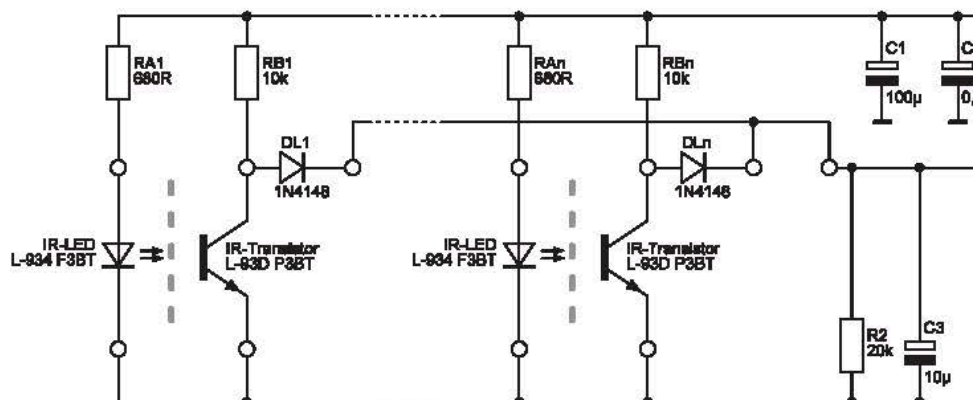 RA1
680R
RB1
10k
DL1
1N4148
IR-LED
L-934 F3BT
IR-Transistor
L-93D P3BT
RAn
680R
RBn
10k
DLn
1N4148
IR-LED
L-934 F3BT
IR-Transistor
L-93D P3BT
C1
100µ
R2
20k
C3
10µ